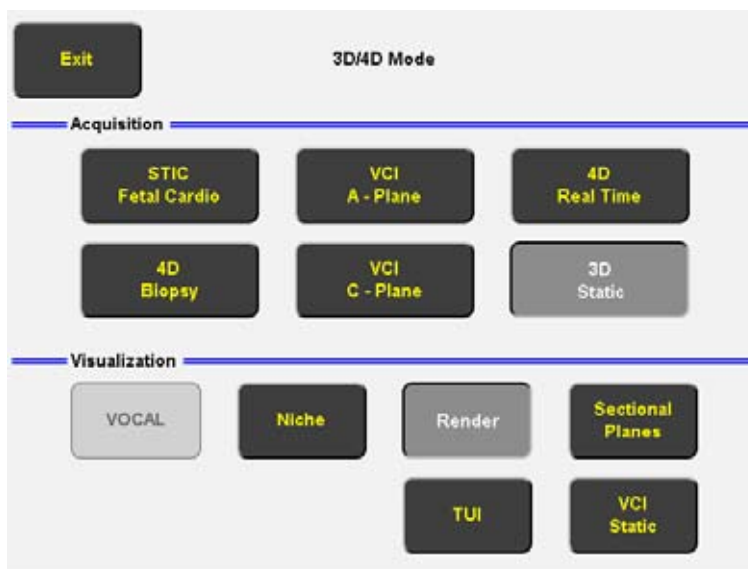 Exit
3D/4D Mode
Acquisition
STIC
Fetal Cardio
VCI
A - Plane
4D
Real Time
4D
Biopsy
VCI
C - Plane
3D
Static
Visualization
VOCAL
Niche
Render
Sectional
Planes
TUI
VCI
Static